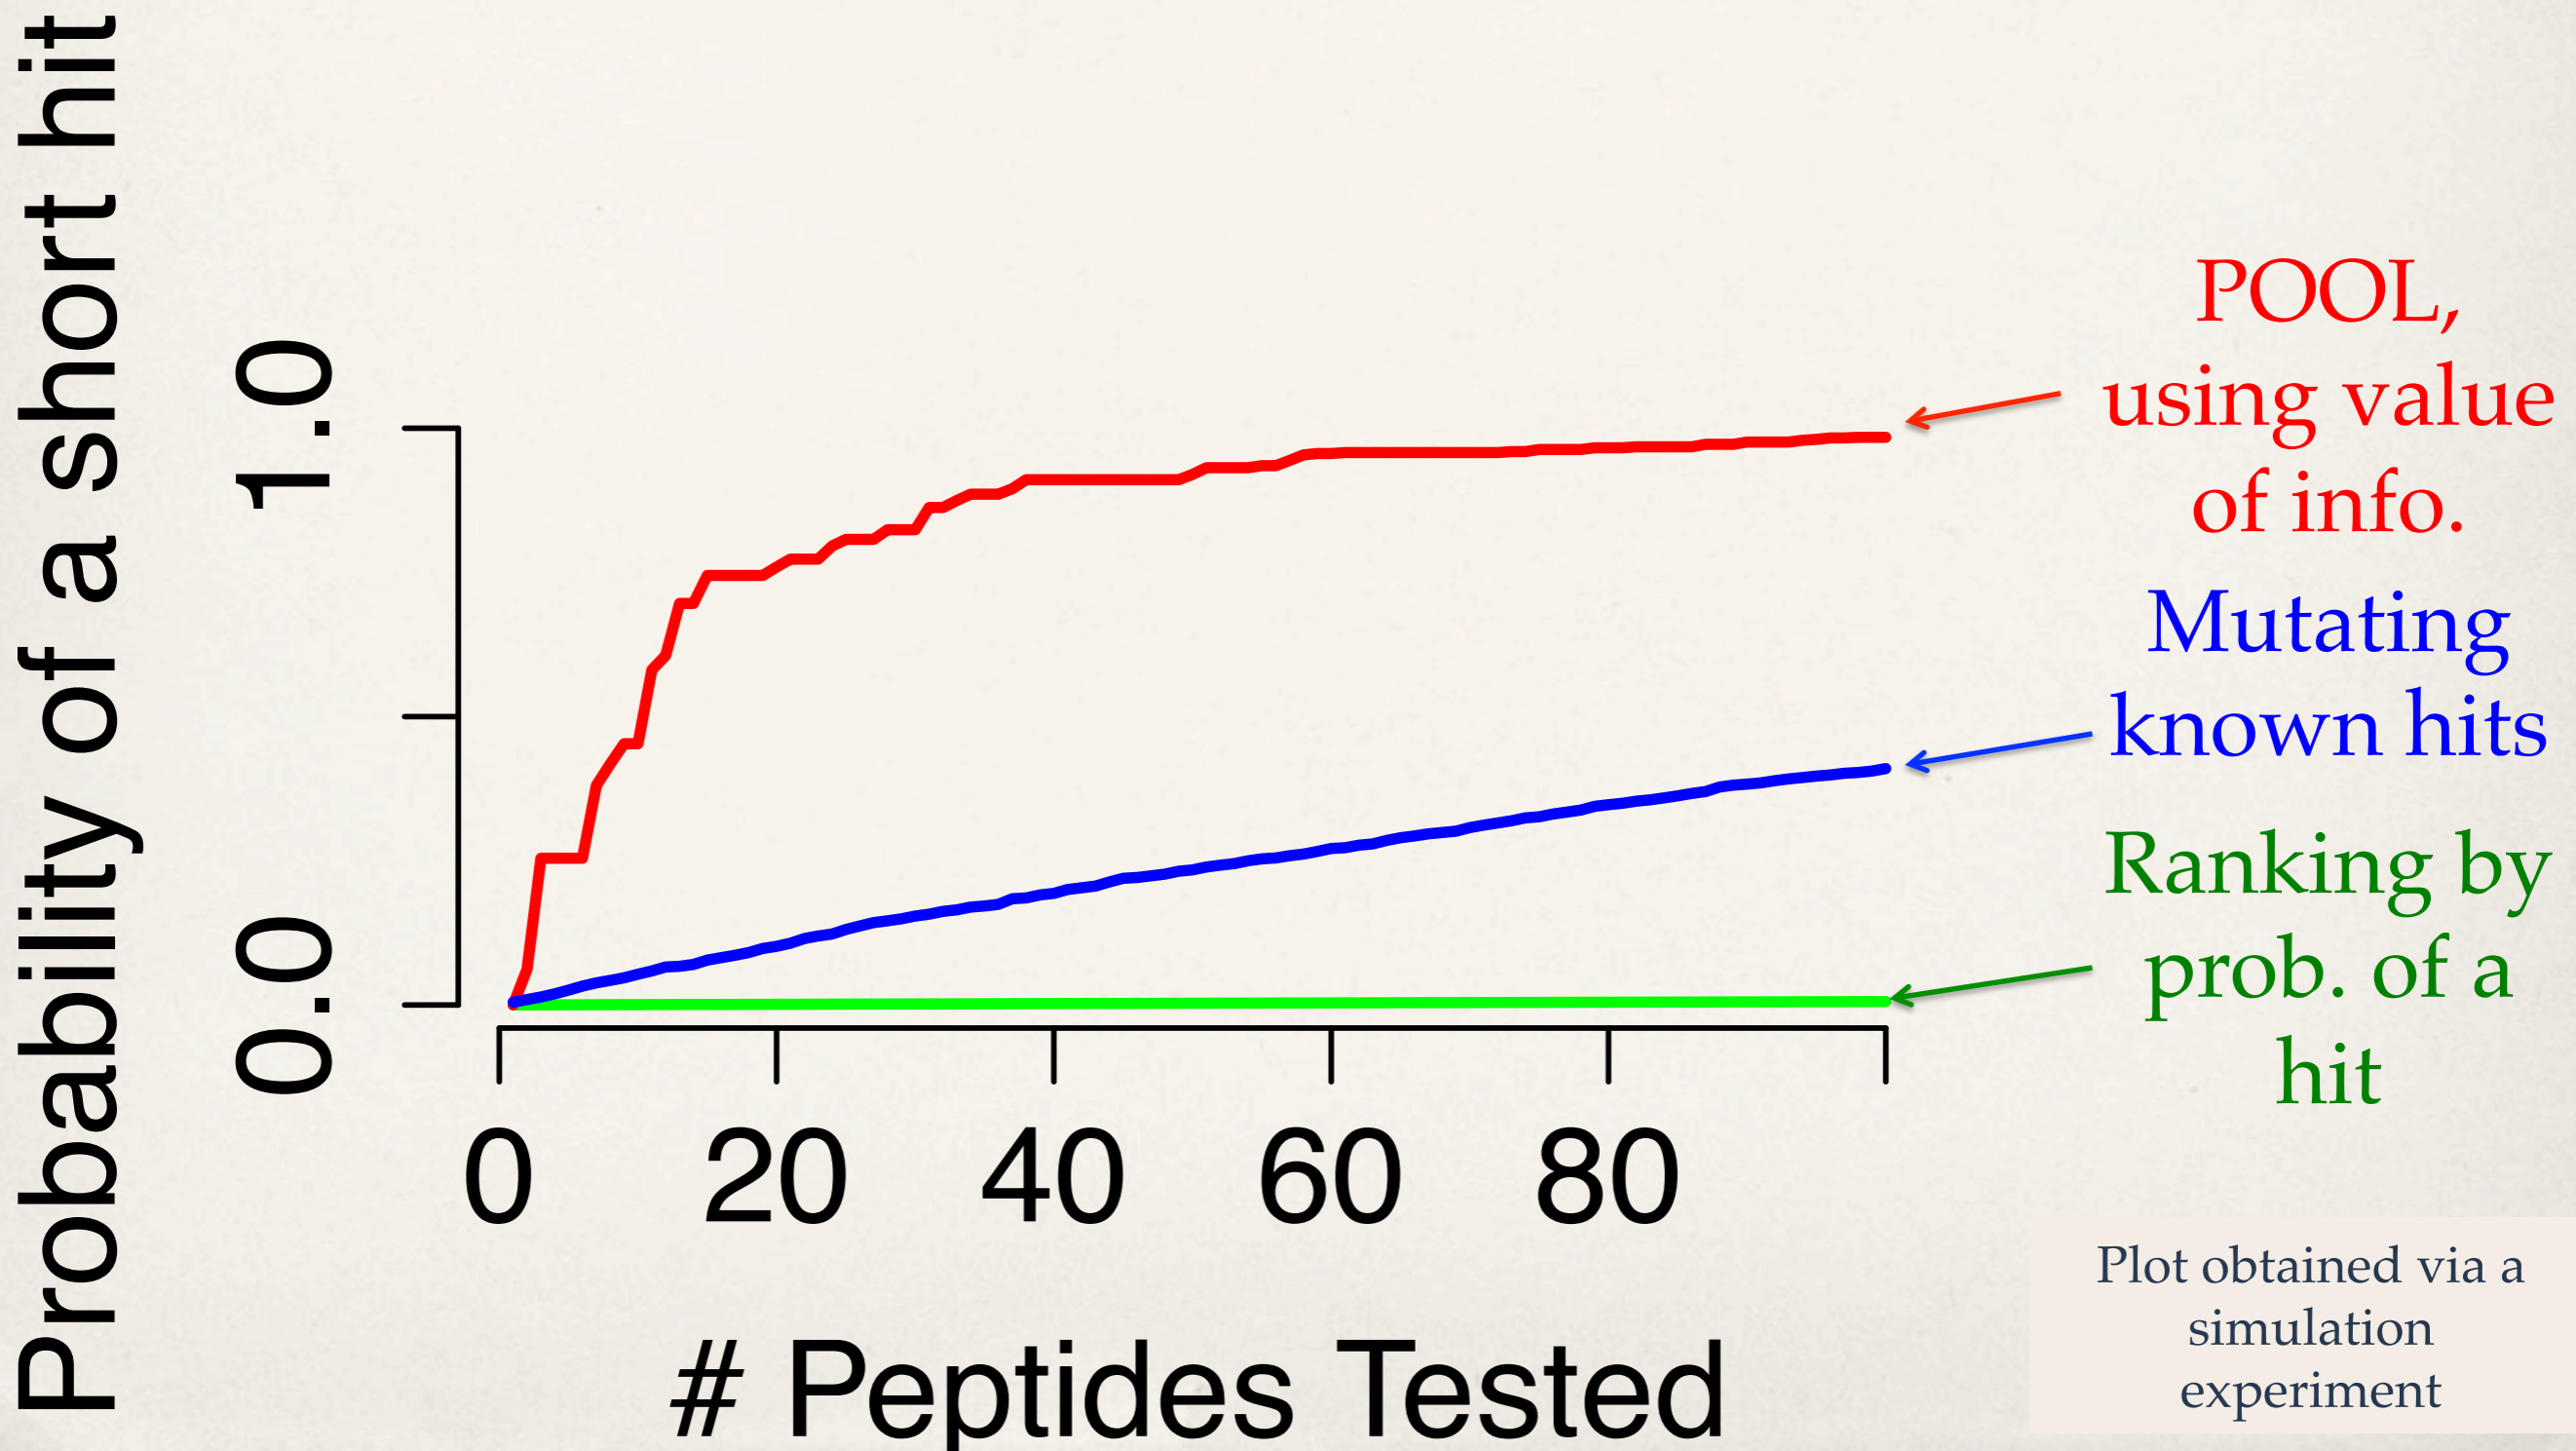 Probability of a short hit
1.0
0.0
0 20 40 60 80
# Peptides Tested
POOL,
using value
of info.
Mutating
known hits
Ranking by
prob. of a
hit
Plot obtained via a
simulation
experiment